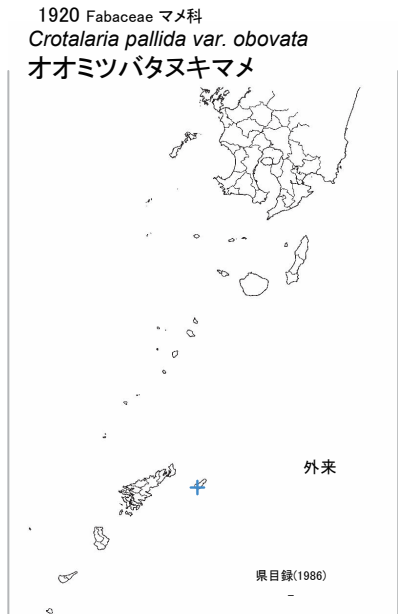 1920 Fabaceae マメ科
Crotalaria pallida var. obovata
オオミツバタヌキマメ
外来
県目録(1986)
–